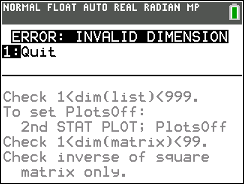 NORMAL FLOAT AUTO REAL RADIAN MP
ERROR: INVALID DIMENSION
1:Quit
Check 1<dim(list)<999.
To set PlotsOff:
2nd STAT PLOT; PlotsOff
Check 1<dim(matrix)<99.
Check inverse of square
matrix only.